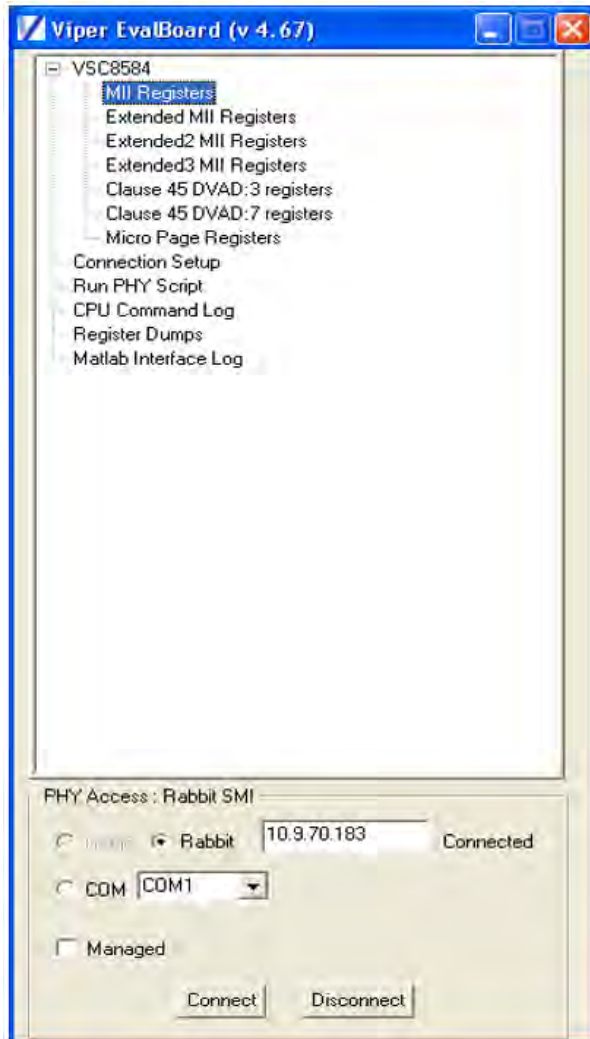 Viper EvalBoard (v 4.67)
VSC8584
MII Registers
Extended MII Registers
Extended2 MII Registers
Extended3 MII Registers
Clause 45 DVAD:3 registers
Clause 45 DVAD:7 registers
Micro Page Registers
Connection Setup
Run PHY Script
CPU Command Log
Register Dumps
Matlab Interface Log
PHY Access : Rabbit SMI
Rabbit 10.9.70.183 Connected
COM COM1
Managed
Connect Disconnect